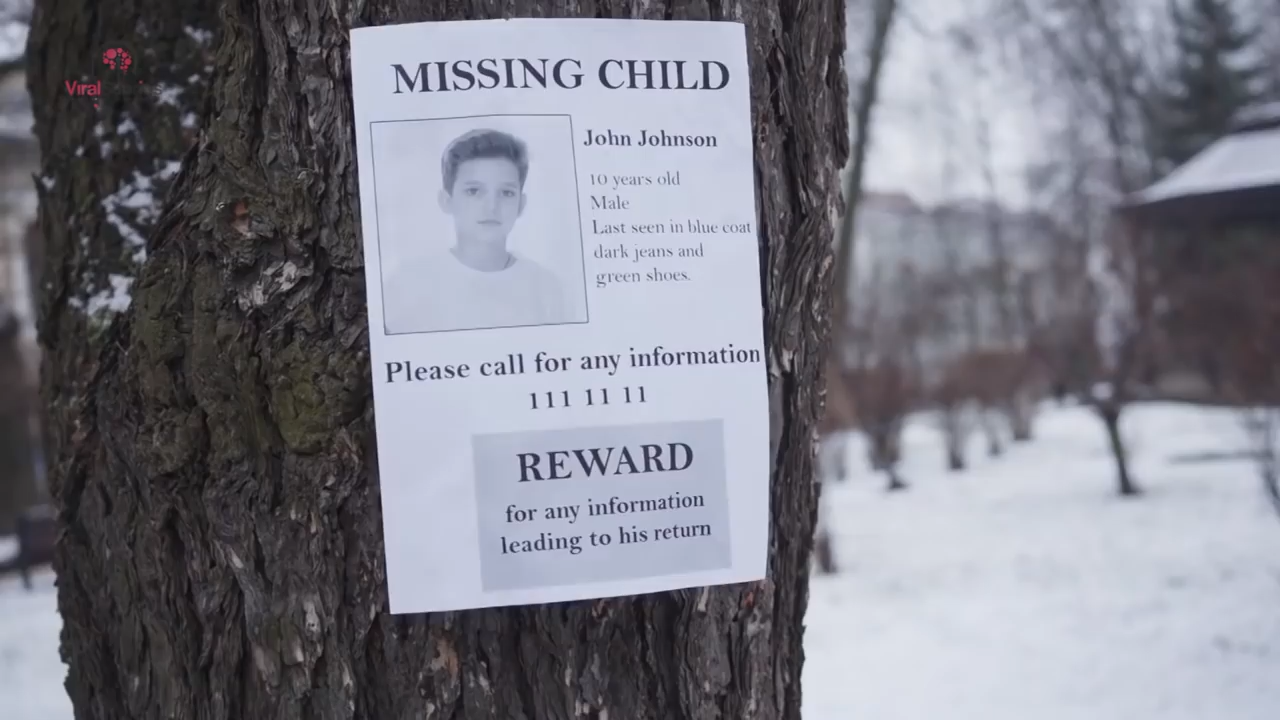 Viral
MISSING CHILD
John Johnson
10 years old
Male
Last seen in blue coat
dark jeans and
green shoes.
Please call for any information
111 11 11
REWARD
for any information
leading to his return